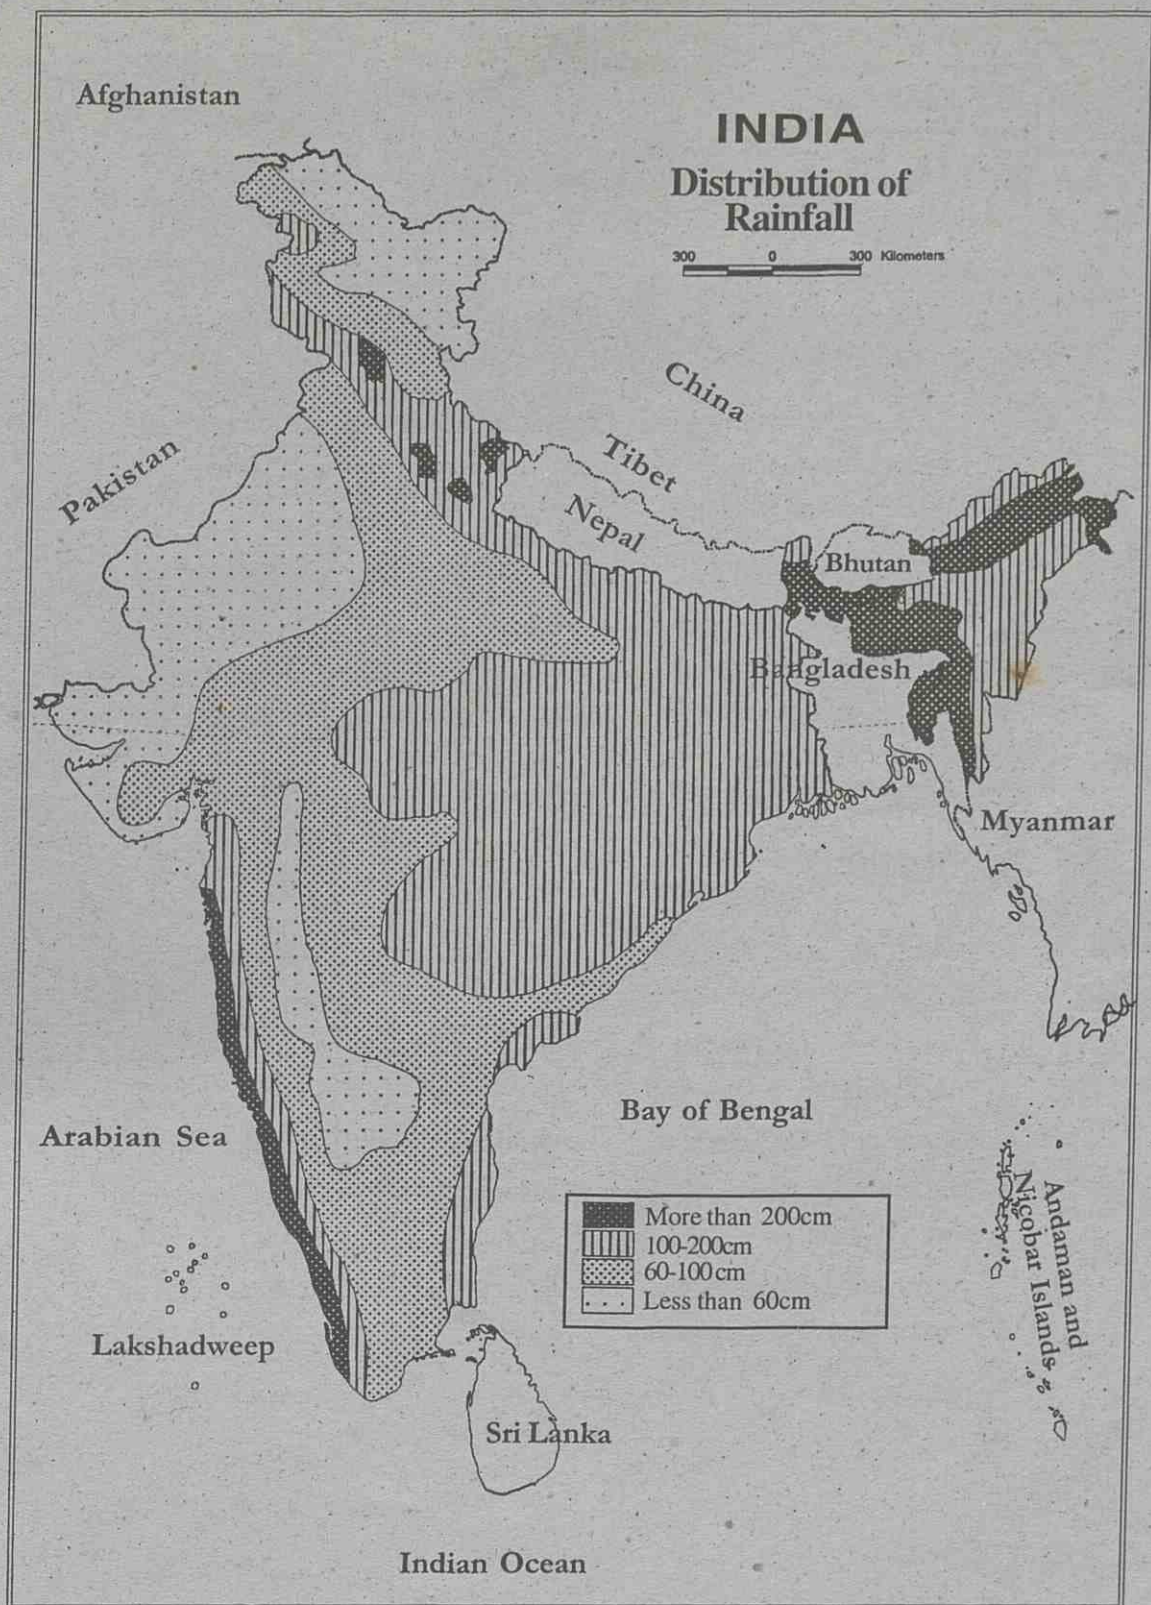 Afghanistan
INDIA
Distribution of
Rainfall
300 0 300 Kilometers
China
Tibet
Pakistan
Nepal
Bhutan
Bangladesh
Myanmar
Arabian Sea
Bay of Bengal
More than 200cm
100-200cm
60-100cm
Less than 60cm
Andaman and
Nicobar Islands
Lakshadweep
Sri Lanka
Indian Ocean